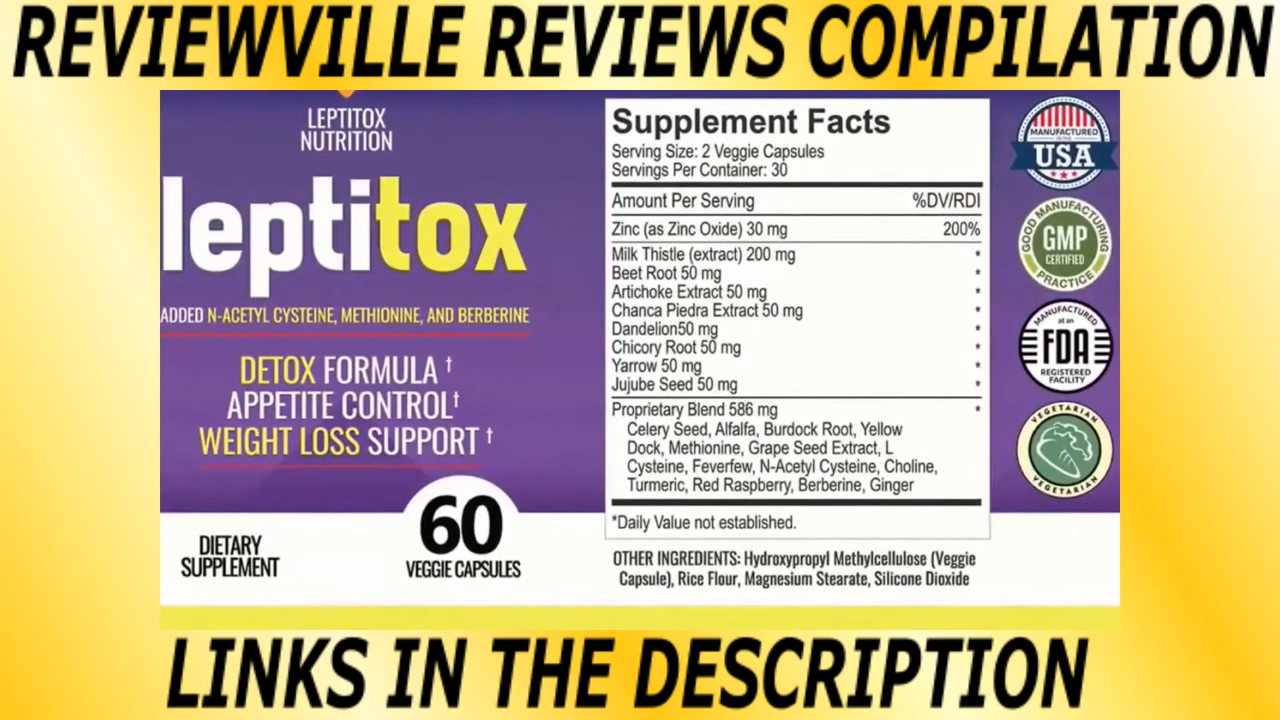 REVIEWVILLE REVIEWS COMPILATION
LEPTITOX
NUTRITION
leptitox
ADDED N-ACETYL CYSTEINE, METHIONINE, AND BERBERINE
DETOX FORMULA †
APPETITE CONTROL†
WEIGHT LOSS SUPPORT †
DIETARY
SUPPLEMENT
60
VEGGIE CAPSULES
Supplement Facts
Serving Size: 2 Veggie Capsules
Servings Per Container: 30
Amount Per Serving %DV/RDI
Zinc (as Zinc Oxide) 30 mg 200%
Milk Thistle (extract) 200 mg *
Beet Root 50 mg *
Artichoke Extract 50 mg *
Chanca Piedra Extract 50 mg *
Dandelion50 mg *
Chicory Root 50 mg *
Yarrow 50 mg *
Jujube Seed 50 mg *
Proprietary Blend 586 mg *
Celery Seed, Alfalfa, Burdock Root, Yellow
Dock, Methionine, Grape Seed Extract, L
Cysteine, Feverfew, N-Acetyl Cysteine, Choline,
Turmeric, Red Raspberry, Berberine, Ginger
*Daily Value not established.
OTHER INGREDIENTS: Hydroxypropyl Methylcellulose (Veggie
Capsule), Rice Flour, Magnesium Stearate, Silicone Dioxide
MANUFACTURED
IN THE
USA
GOOD MANUFACTURING
GMP
CERTIFIED
PRACTICE
MANUFACTURED
at an
FDA
REGISTERED
FACILITY
VEGETARIAN
VEGETARIAN
LINKS IN THE DESCRIPTION